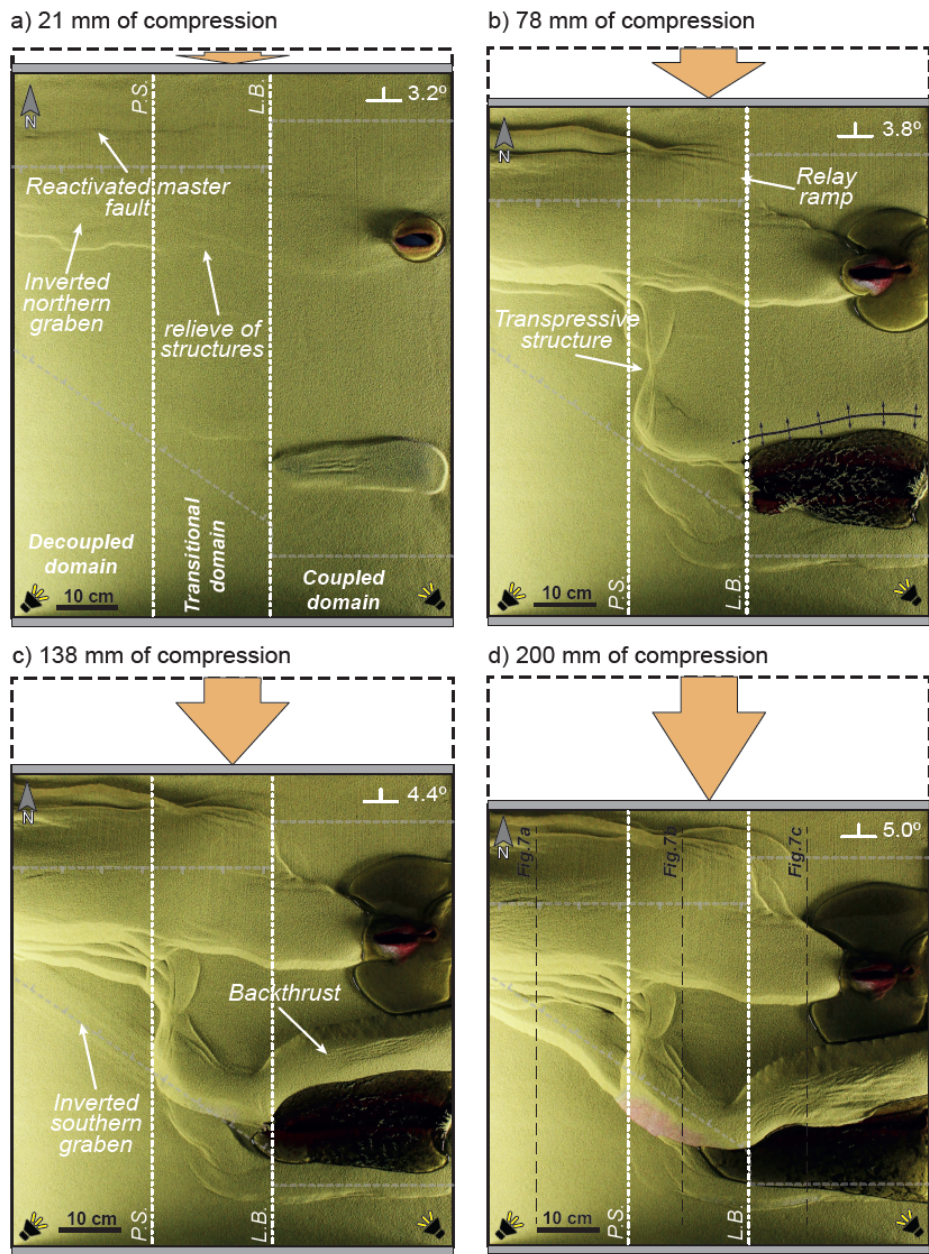 a) 21 mm of compression
P.S.
L.B.
3.2º
N
Reactivated master
fault
Inverted
northern
graben
relieve of
structures
Decoupled
domain
Transitional
domain
Coupled
domain
10 cm
b) 78 mm of compression
3.8º
N
Relay
ramp
Transpressive
structure
P.S.
L.B.
10 cm
c) 138 mm of compression
4.4º
N
Backthrust
Inverted
southern
graben
P.S.
L.B.
10 cm
d) 200 mm of compression
5.0º
N
Fig.7a
Fig.7b
Fig.7c
P.S.
L.B.
10 cm